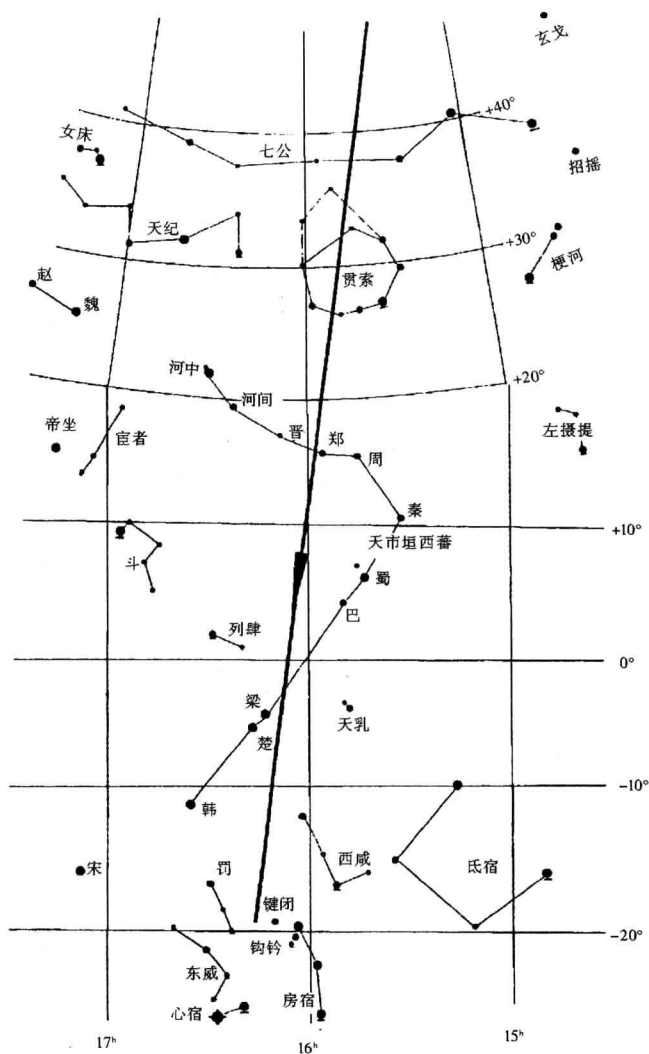 玄戈
+40°
女床
七公
招摇
天纪
+30°
梗河
赵
魏
贯索
河中
+20°
河间
帝坐
宦者
晋
郑
周
左摄提
秦
+10°
天市垣西蕃
斗
蜀
巴
列肆
0°
梁
天乳
楚
-10°
韩
宋
罚
西咸
氐宿
键闭
-20°
钩钤
东威
心宿
房宿
17ʰ
16ʰ
15ʰ